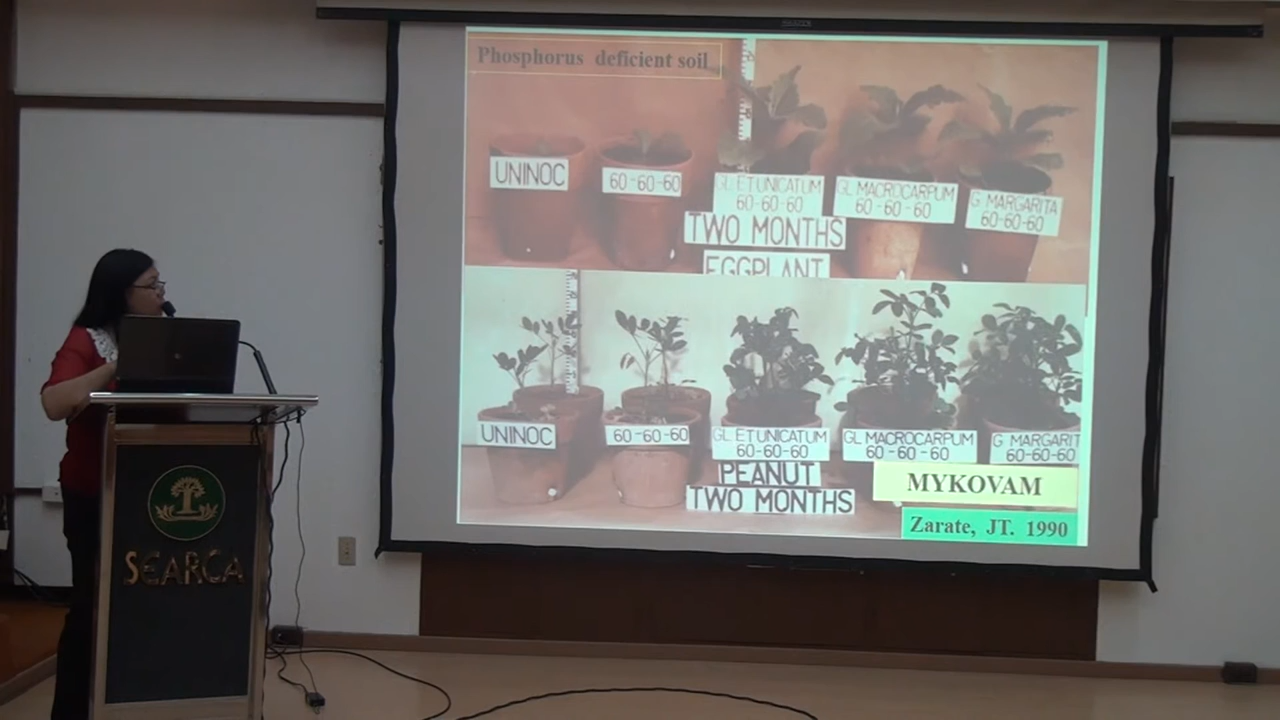 Phosphorus deficient soil
UNINOC
60-60-60
GL. ETUNICATUM
60-60-60
GL MACROCARPUM
60-60-60
G. MARGARITA
60-60-60
TWO MONTHS
EGGPLANT
UNINOC
60-60-60
GL. ETUNICATUM
60-60-60
GL MACROCARPUM
60-60-60
G MARGARIT
60-60-60
PEANUT
TWO MONTHS
MYKOVAM
Zarate, JT. 1990
SEARCA